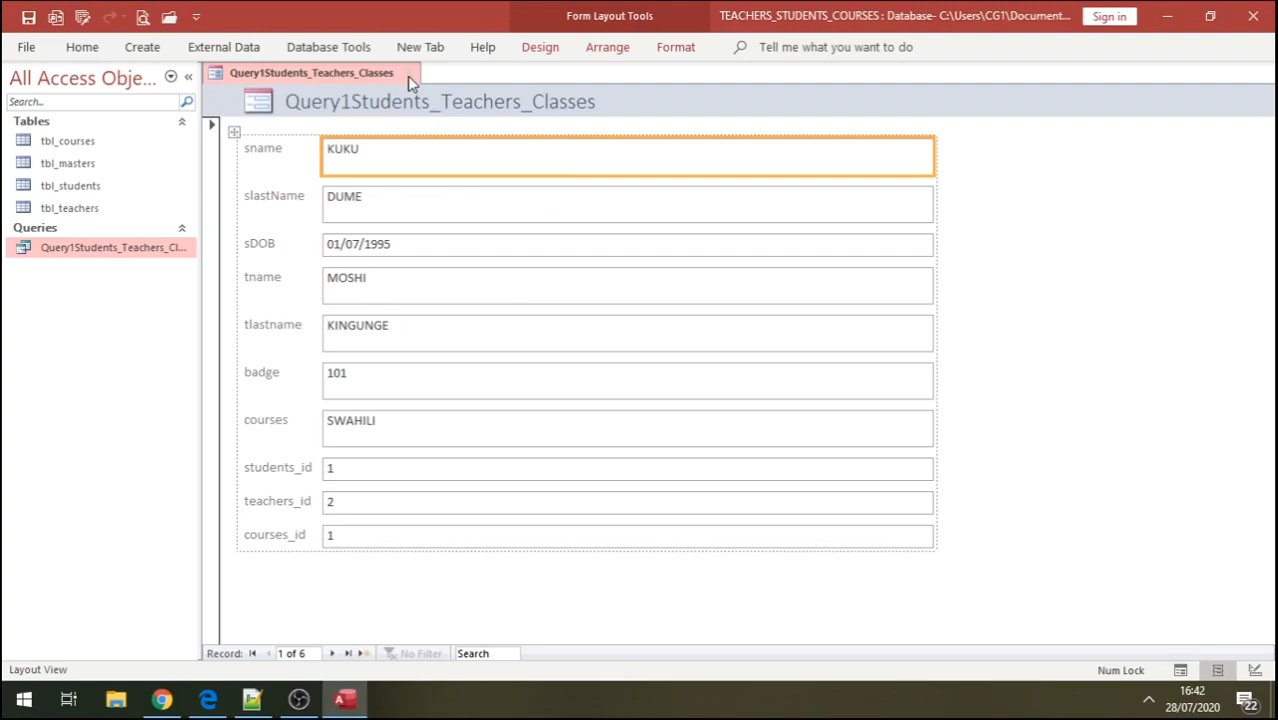 Form Layout Tools
TEACHERS_STUDENTS_COURSES : Database- C:\Users\CG1\Document...
Sign in
File Home Create External Data Database Tools New Tab Help Design Arrange Format Tell me what you want to do
All Access Obje...
Search...
Tables
tbl_courses
tbl_masters
tbl_students
tbl_teachers
Queries
Query1Students_Teachers_Cl...
Query1Students_Teachers_Classes
Query1Students_Teachers_Classes
sname KUKU
slastName DUME
sDOB 01/07/1995
tname MOSHI
tlastname KINGUNGE
badge 101
courses SWAHILI
students_id 1
teachers_id 2
courses_id 1
Record: 1 of 6 No Filter Search
Layout View
Num Lock
16:42
28/07/2020
22